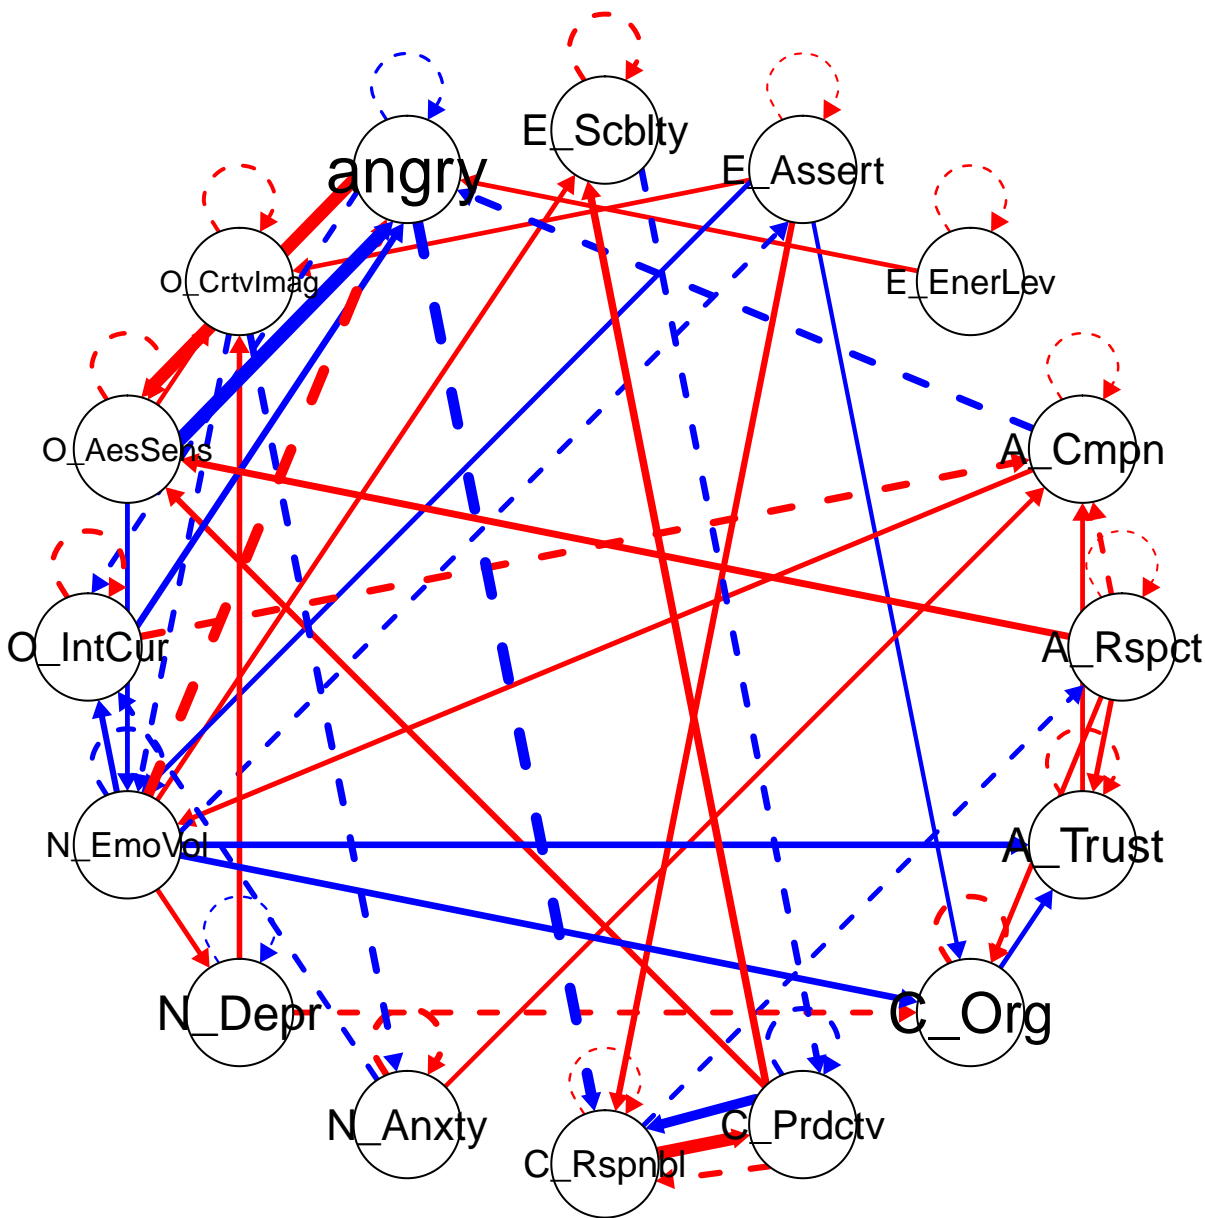 E_Scblty
angry
E_Assert
O_CrtvImag
E_EnerLev
O_AesSens
A_Cmpn
O_IntCur
A_Rspct
N_EmoVol
A_Trust
N_Depr
C_Org
N_Anxty
C_Prdctv
C_Rspnbl